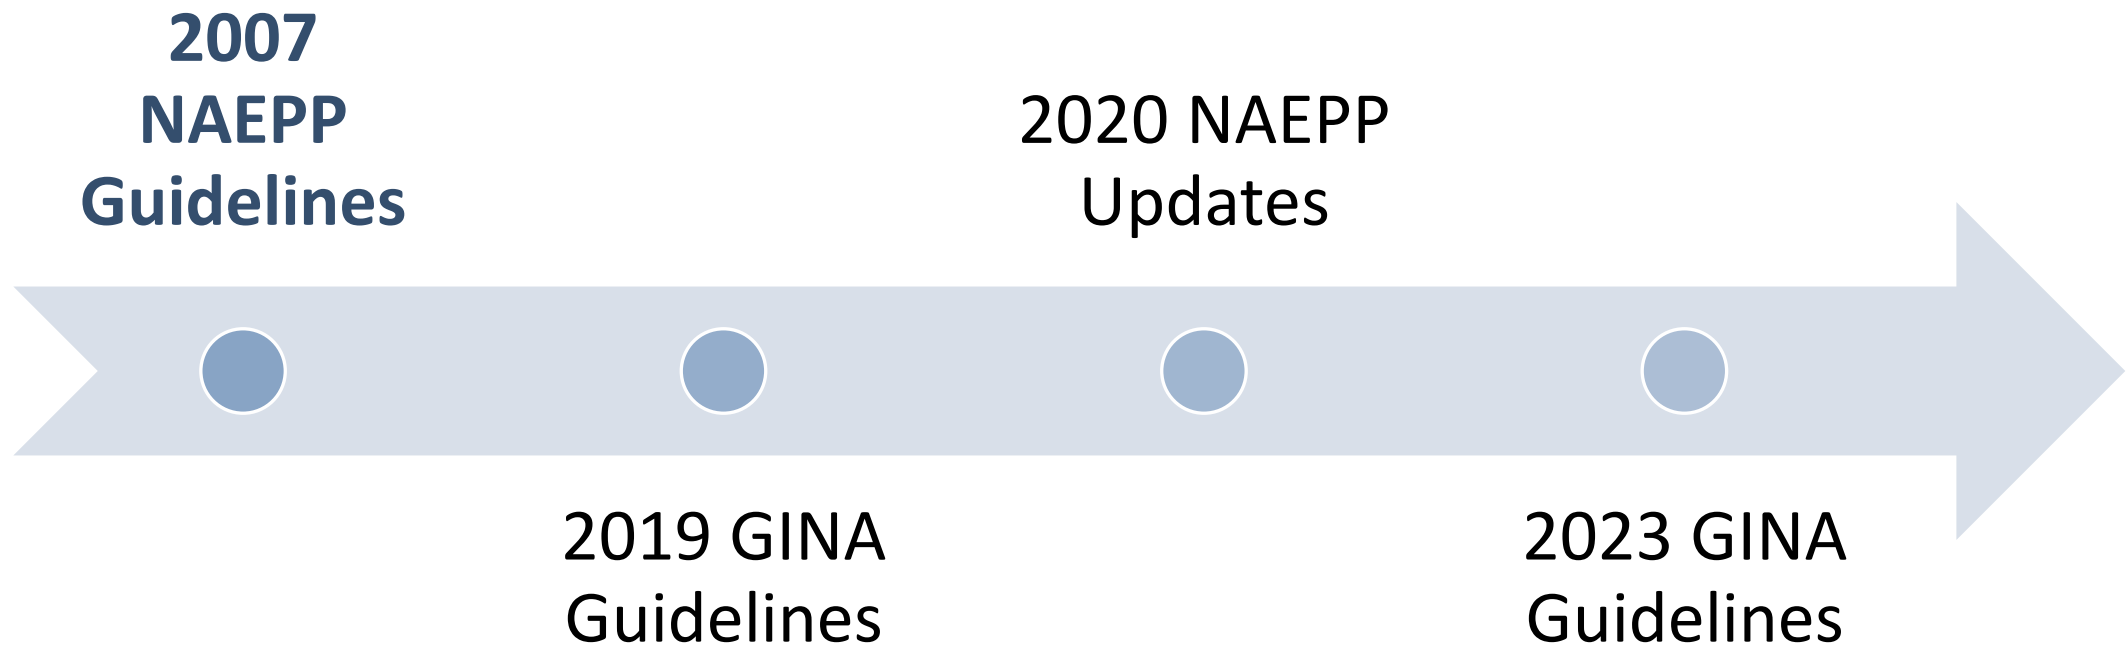 2007
NAEPP
Guidelines
2019 GINA
Guidelines
2020 NAEPP
Updates
2023 GINA
Guidelines